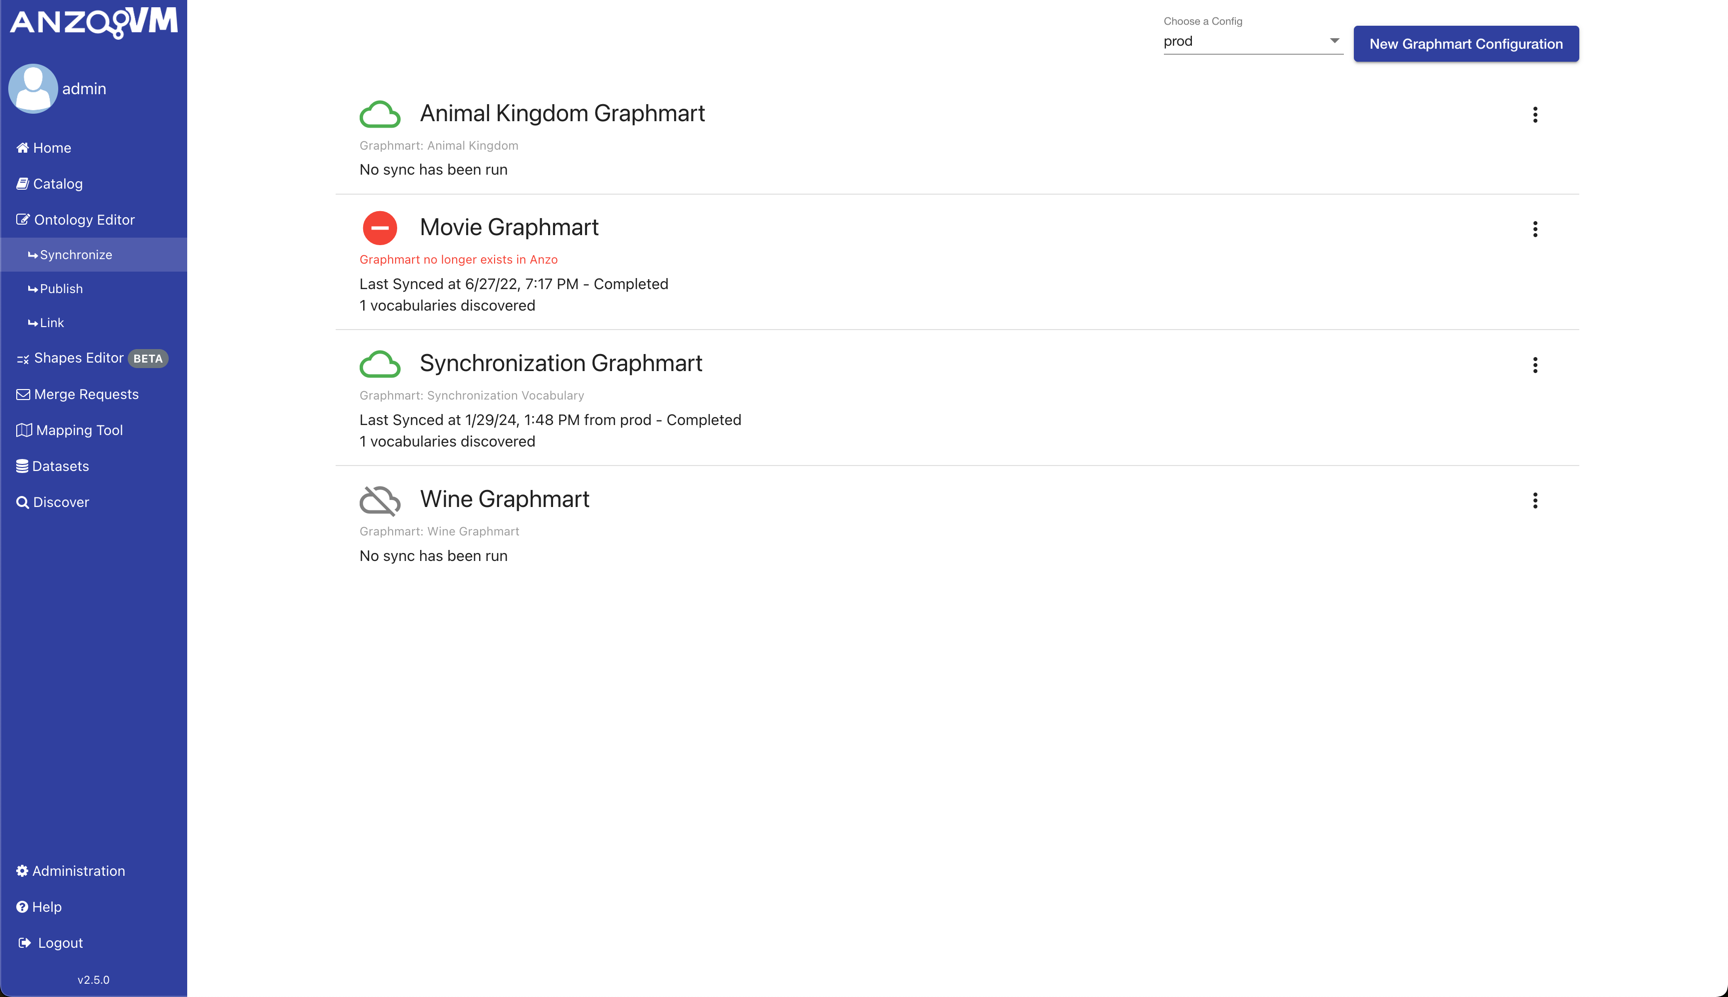 ANZOVM
admin
Home
Catalog
Ontology Editor
Synchronize
Publish
Link
Shapes Editor BETA
Merge Requests
Mapping Tool
Datasets
Discover
Administration
Help
Logout
v2.5.0
Choose a Config
prod
New Graphmart Configuration
Animal Kingdom Graphmart
Graphmart: Animal Kingdom
No sync has been run
Movie Graphmart
Graphmart no longer exists in Anzo
Last Synced at 6/27/22, 7:17 PM - Completed
1 vocabularies discovered
Synchronization Graphmart
Graphmart: Synchronization Vocabulary
Last Synced at 1/29/24, 1:48 PM from prod - Completed
1 vocabularies discovered
Wine Graphmart
Graphmart: Wine Graphmart
No sync has been run